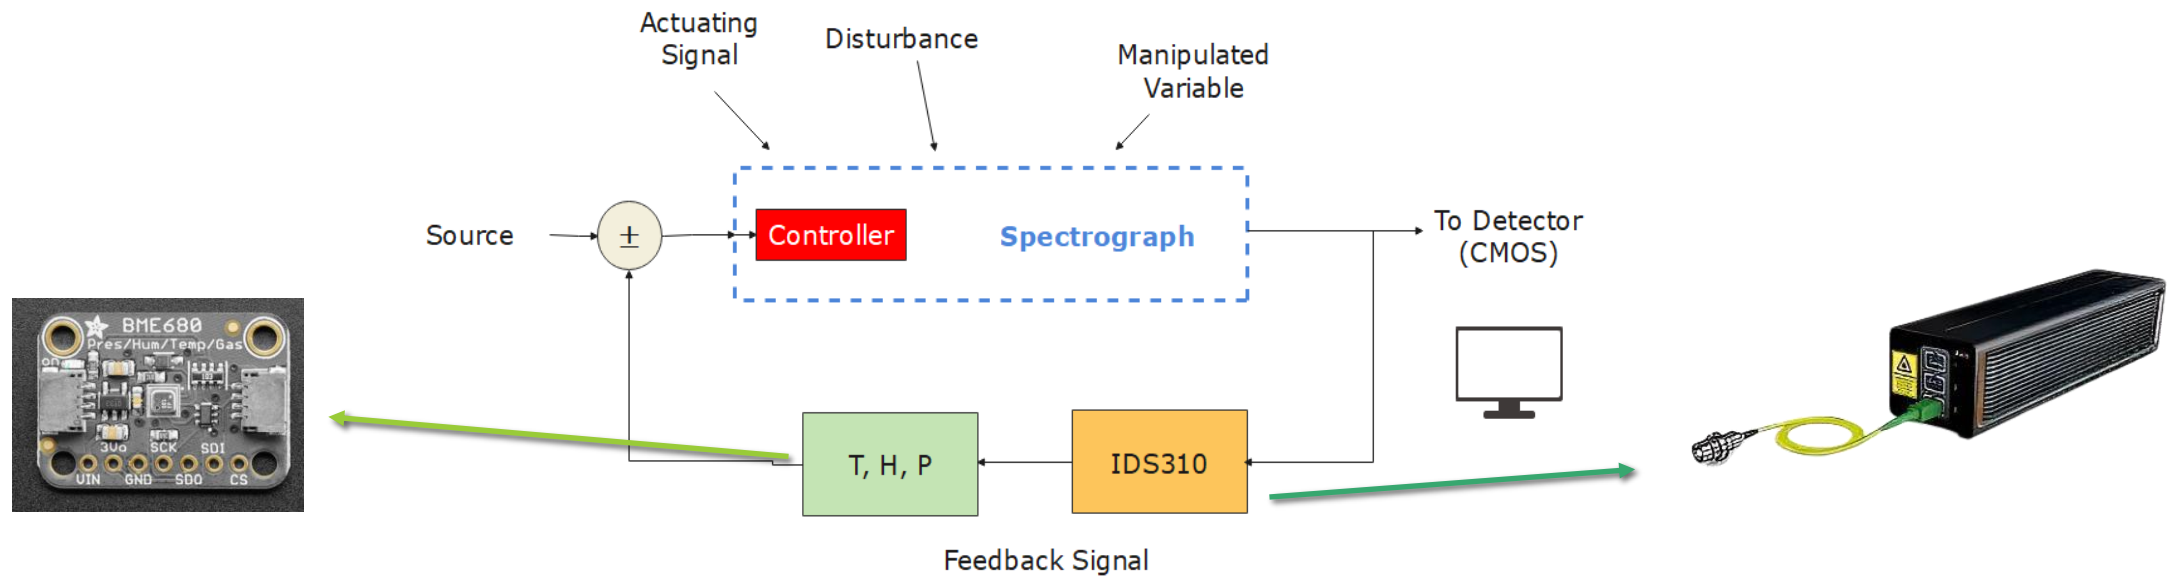 Actuating
Signal
Disturbance
Manipulated
Variable
Source
±
Controller
Spectrograph
To Detector
(CMOS)
BME680
Pres/Hum/Temp/Gas
on
3Vo SCK SDI
VIN GND SDO CS
T, H, P
IDS310
Feedback Signal